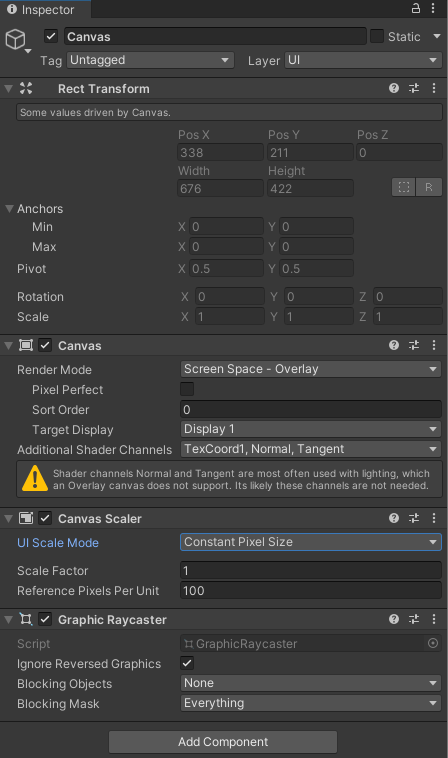 Inspector
Canvas
Static
Tag Untagged Layer UI
Rect Transform
Some values driven by Canvas.
Pos X Pos Y Pos Z
338 211 0
Width Height
676 422 R
Anchors
Min X 0 Y 0
Max X 0 Y 0
Pivot X 0.5 Y 0.5
Rotation X 0 Y 0 Z 0
Scale X 1 Y 1 Z 1
Canvas
Render Mode Screen Space - Overlay
Pixel Perfect
Sort Order 0
Target Display Display 1
Additional Shader Channels TexCoord1, Normal, Tangent
Shader channels Normal and Tangent are most often used with lighting, which
an Overlay canvas does not support. Its likely these channels are not needed.
Canvas Scaler
UI Scale Mode Constant Pixel Size
Scale Factor 1
Reference Pixels Per Unit 100
Graphic Raycaster
Script GraphicRaycaster
Ignore Reversed Graphics
Blocking Objects None
Blocking Mask Everything
Add Component